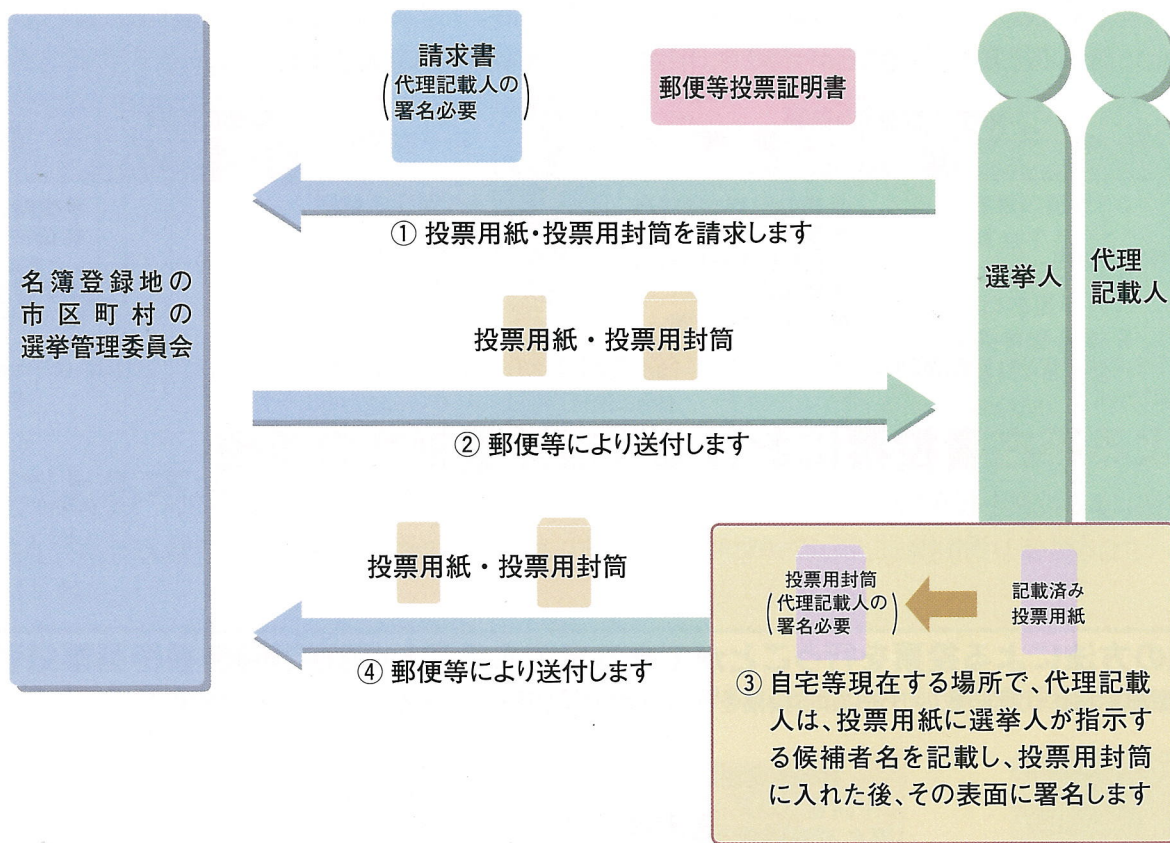 請求書
(代理記載人の
署名必要)
郵便等投票証明書
① 投票用紙・投票用封筒を請求します
名簿登録地の
市区町村の
選挙管理委員会
選挙人
代理
記載人
投票用紙・投票用封筒
② 郵便等により送付します
投票用紙・投票用封筒
④ 郵便等により送付します
投票用封筒
(代理記載人の
署名必要)
記載済み
投票用紙
③ 自宅等現在する場所で、代理記載
人は、投票用紙に選挙人が指示す
る候補者名を記載し、投票用封筒
に入れた後、その表面に署名します